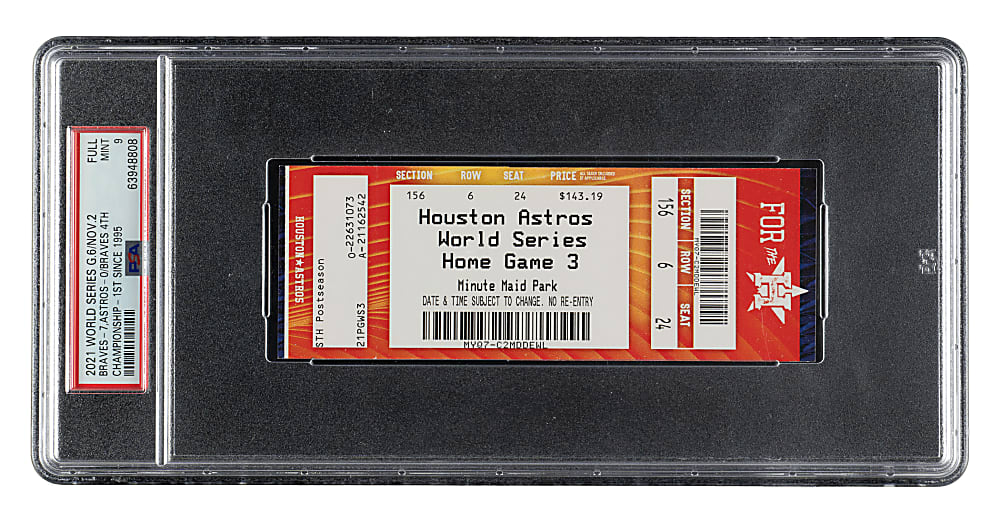 2021 WORLD SERIES G.6/NOV.2
BRAVES - 7,ASTROS - 0/BRAVES 4TH
CHAMPIONSHIP - 1ST SINCE 1995
FULL
MINT
9
63948808
PSA
HOUSTON★ASTROS
STH Postseason
0-22631073
21PGWS3
A-21162542
SECTION ROW SEAT PRICE
156 6 24 $143.19
Houston Astros
World Series
Home Game 3
Minute Maid Park
DATE & TIME SUBJECT TO CHANGE. NO RE-ENTRY
MY07-C2MDDEWL
SECTION ROW SEAT
156 6 24
MY07-C2MDDEWL
FOR THE H